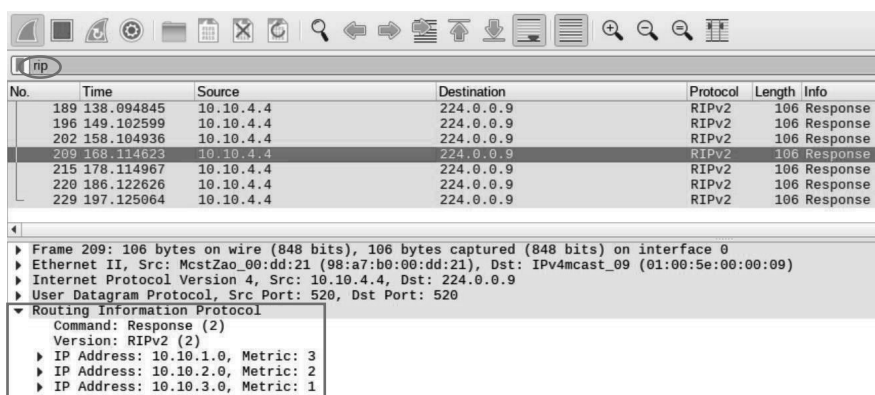 rip
No. Time Source Destination Protocol Length Info
189 138.094845 10.10.4.4 224.0.0.9 RIPv2 106 Response
196 149.102599 10.10.4.4 224.0.0.9 RIPv2 106 Response
202 158.104936 10.10.4.4 224.0.0.9 RIPv2 106 Response
209 168.114623 10.10.4.4 224.0.0.9 RIPv2 106 Response
215 178.114967 10.10.4.4 224.0.0.9 RIPv2 106 Response
220 186.122626 10.10.4.4 224.0.0.9 RIPv2 106 Response
229 197.125064 10.10.4.4 224.0.0.9 RIPv2 106 Response
Frame 209: 106 bytes on wire (848 bits), 106 bytes captured (848 bits) on interface 0
Ethernet II, Src: McstZao_00:dd:21 (98:a7:b0:00:dd:21), Dst: IPv4mcast_09 (01:00:5e:00:00:09)
Internet Protocol Version 4, Src: 10.10.4.4, Dst: 224.0.0.9
User Datagram Protocol, Src Port: 520, Dst Port: 520
Routing Information Protocol
Command: Response (2)
Version: RIPv2 (2)
IP Address: 10.10.1.0, Metric: 3
IP Address: 10.10.2.0, Metric: 2
IP Address: 10.10.3.0, Metric: 1